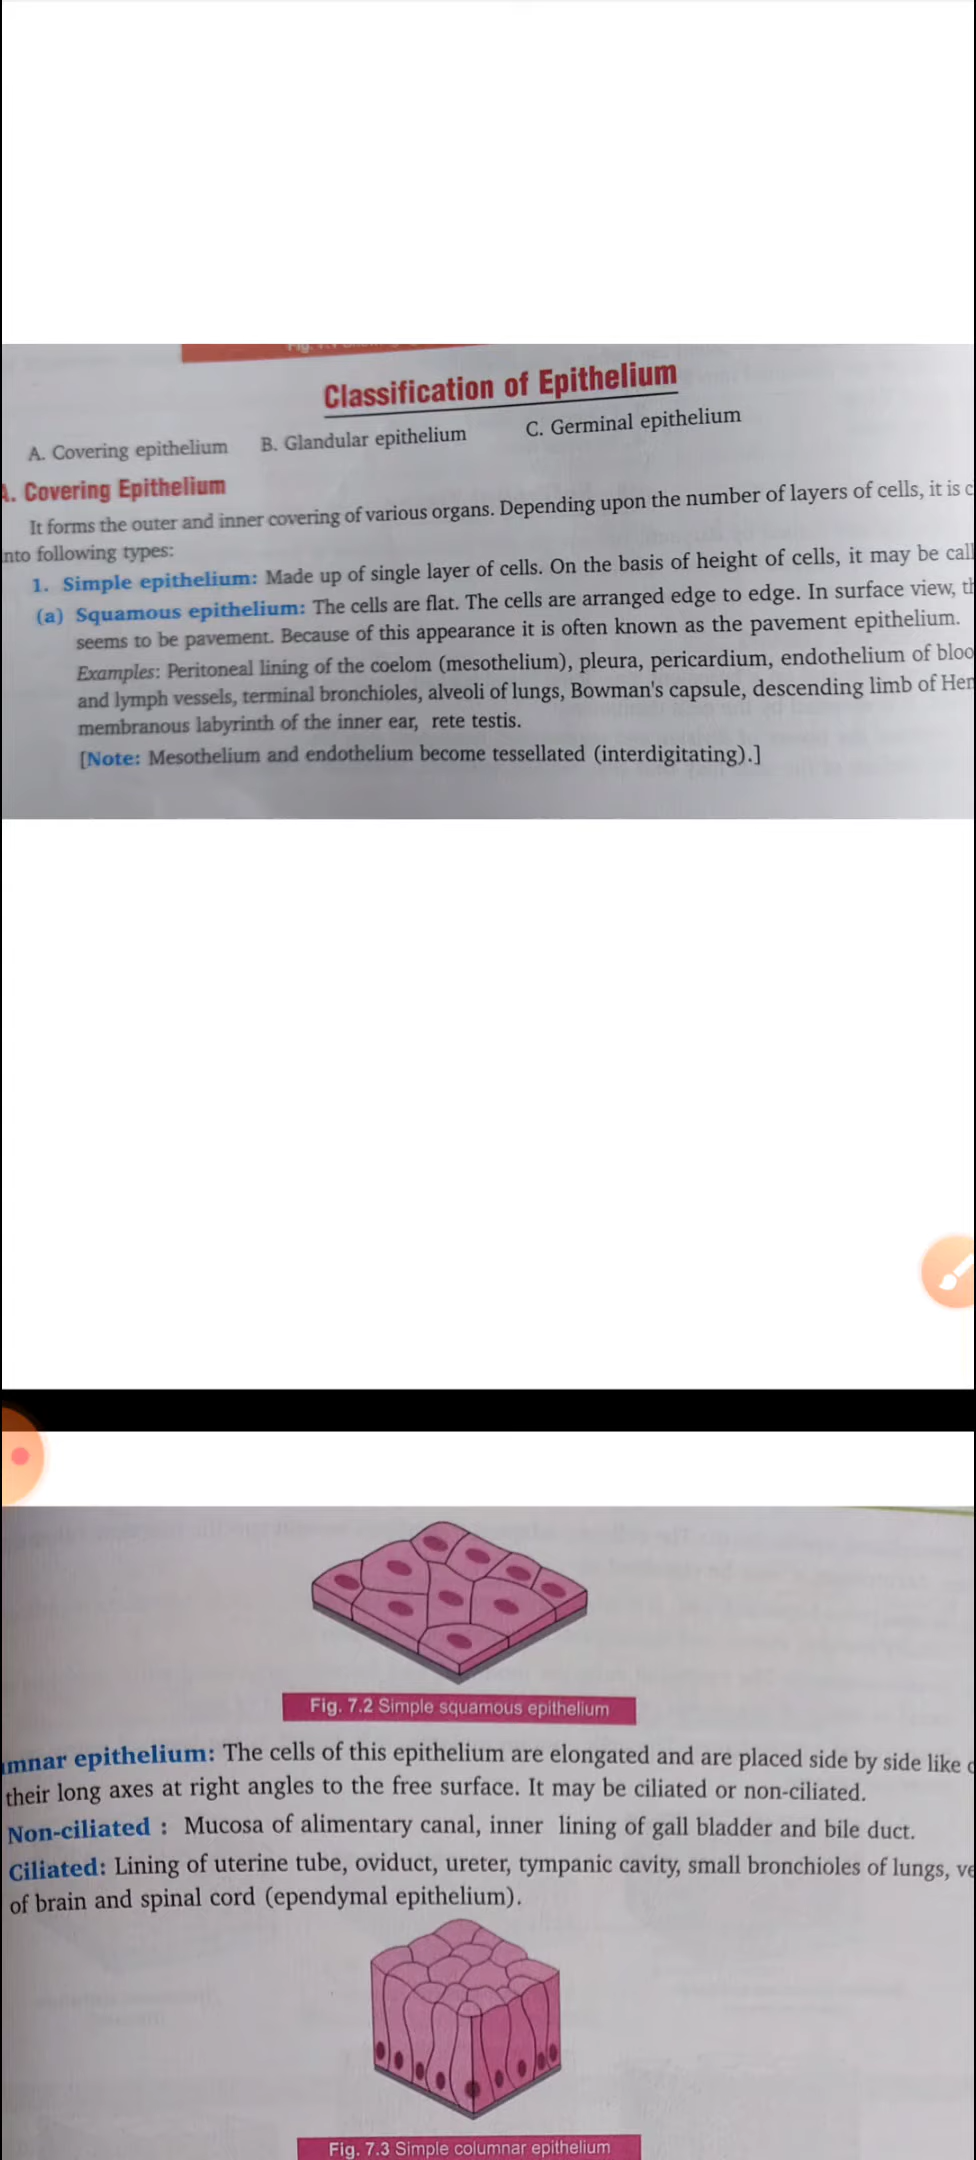 Classification of Epithelium
A. Covering epithelium B. Glandular epithelium C. Germinal epithelium
A. Covering Epithelium
It forms the outer and inner covering of various organs. Depending upon the number of layers of cells, it is
into following types:
1. Simple epithelium: Made up of single layer of cells. On the basis of height of cells, it may be call
(a) Squamous epithelium: The cells are flat. The cells are arranged edge to edge. In surface view, th
seems to be pavement. Because of this appearance it is often known as the pavement epithelium.
Examples: Peritoneal lining of the coelom (mesothelium), pleura, pericardium, endothelium of bloo
and lymph vessels, terminal bronchioles, alveoli of lungs, Bowman's capsule, descending limb of Hen
membranous labyrinth of the inner ear, rete testis.
[Note: Mesothelium and endothelium become tessellated (interdigitating).]
Fig. 7.2 Simple squamous epithelium
umnar epithelium: The cells of this epithelium are elongated and are placed side by side like c
their long axes at right angles to the free surface. It may be ciliated or non-ciliated.
Non-ciliated : Mucosa of alimentary canal, inner lining of gall bladder and bile duct.
Ciliated: Lining of uterine tube, oviduct, ureter, tympanic cavity, small bronchioles of lungs, ve
of brain and spinal cord (ependymal epithelium).
Fig. 7.3 Simple columnar epithelium